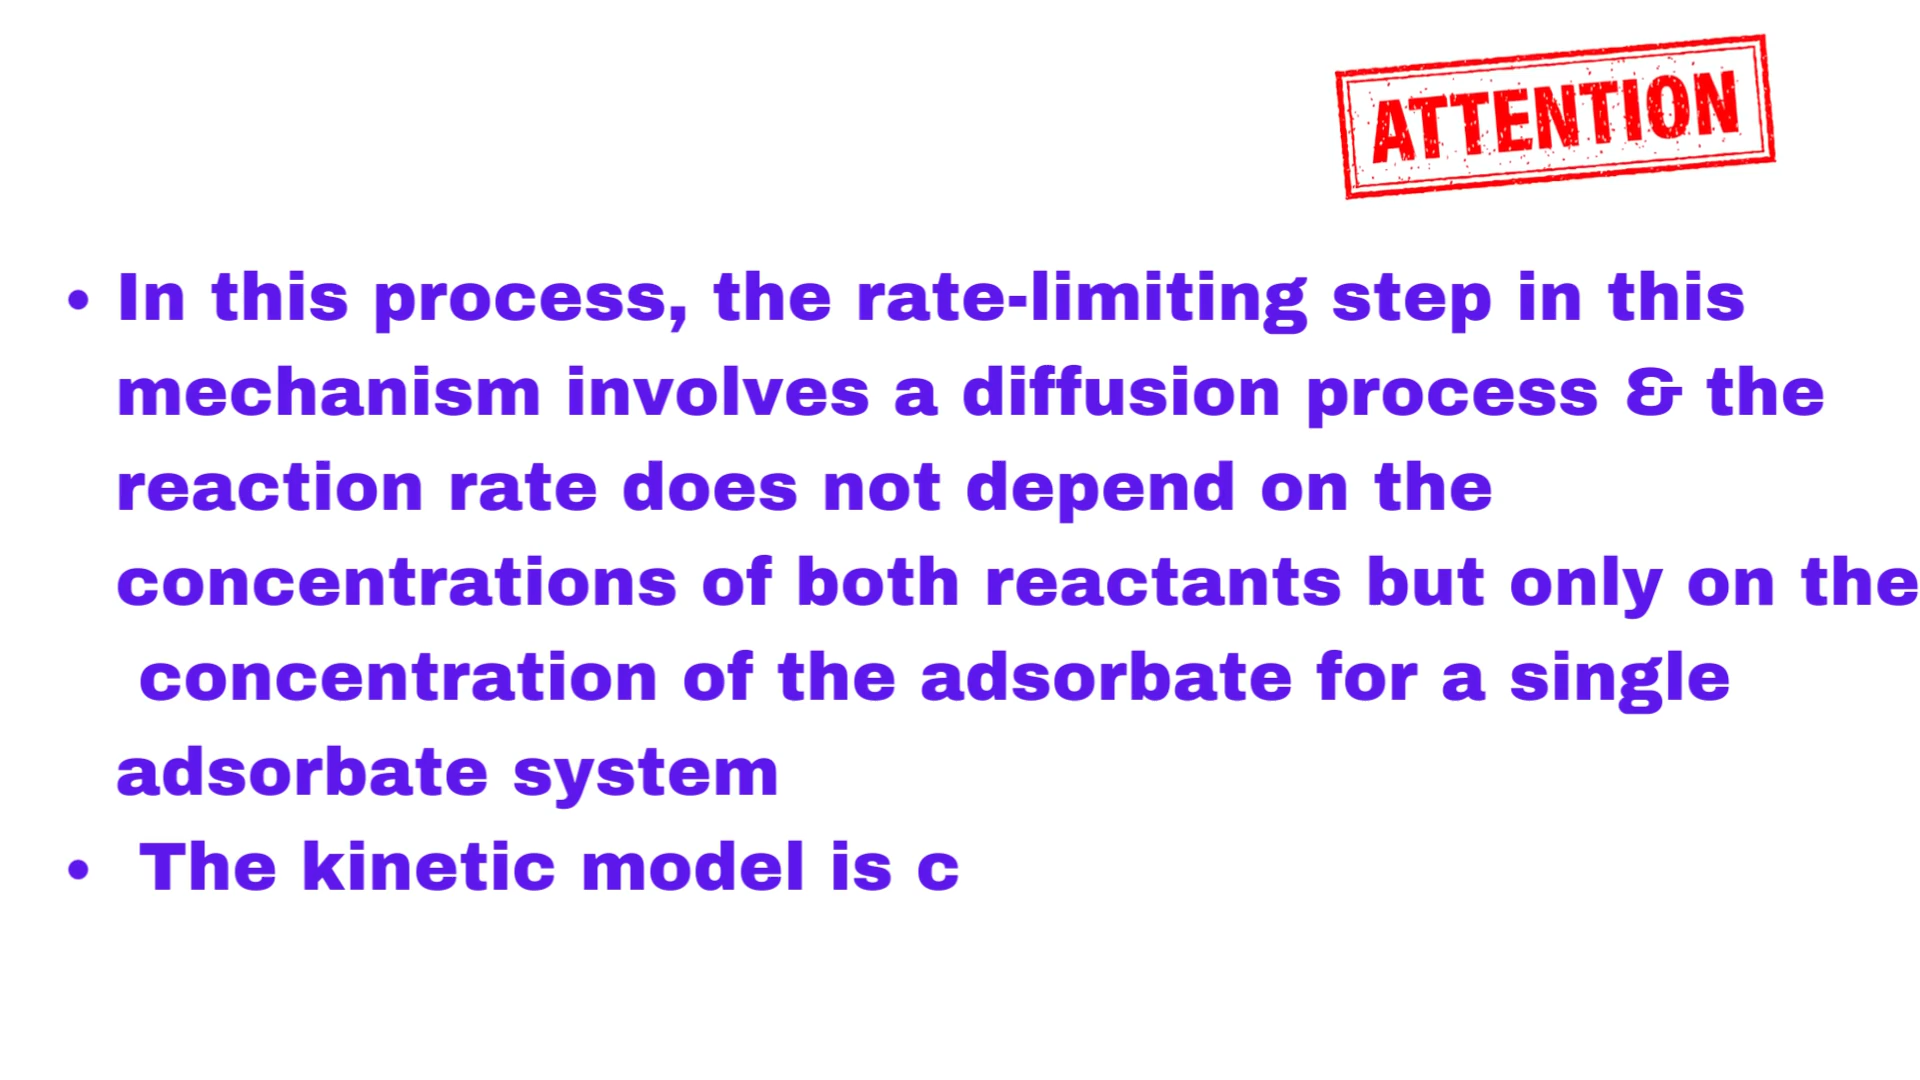 ATTENTION
• In this process, the rate-limiting step in this
mechanism involves a diffusion process & the
reaction rate does not depend on the
concentrations of both reactants but only on the
concentration of the adsorbate for a single
adsorbate system
• The kinetic model is c